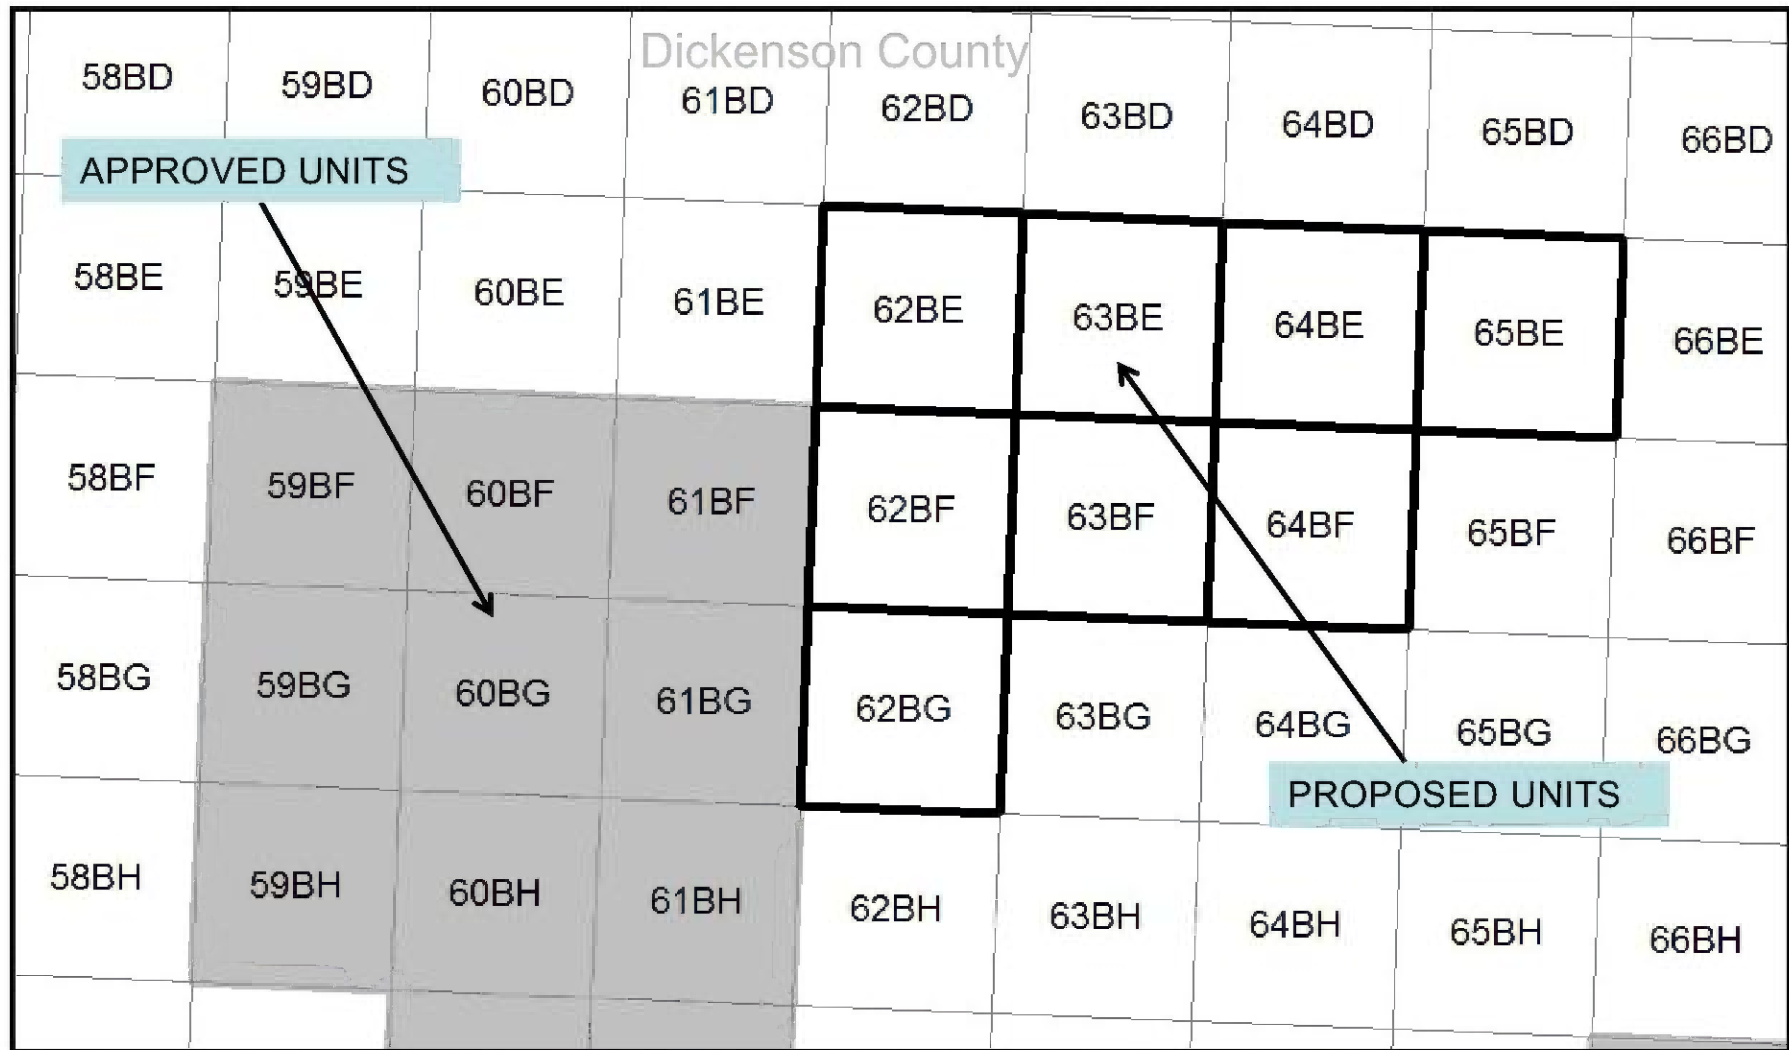 Dickenson County
58BD 59BD 60BD 61BD 62BD 63BD 64BD 65BD 66BD
APPROVED UNITS
58BE 59BE 60BE 61BE 62BE 63BE 64BE 65BE 66BE
58BF 59BF 60BF 61BF 62BF 63BF 64BF 65BF 66BF
58BG 59BG 60BG 61BG 62BG 63BG 64BG 65BG 66BG
PROPOSED UNITS
58BH 59BH 60BH 61BH 62BH 63BH 64BH 65BH 66BH